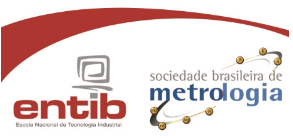 entib
Escola Nacional de Tecnologia Industrial
sociedade brasileira de
metrologia